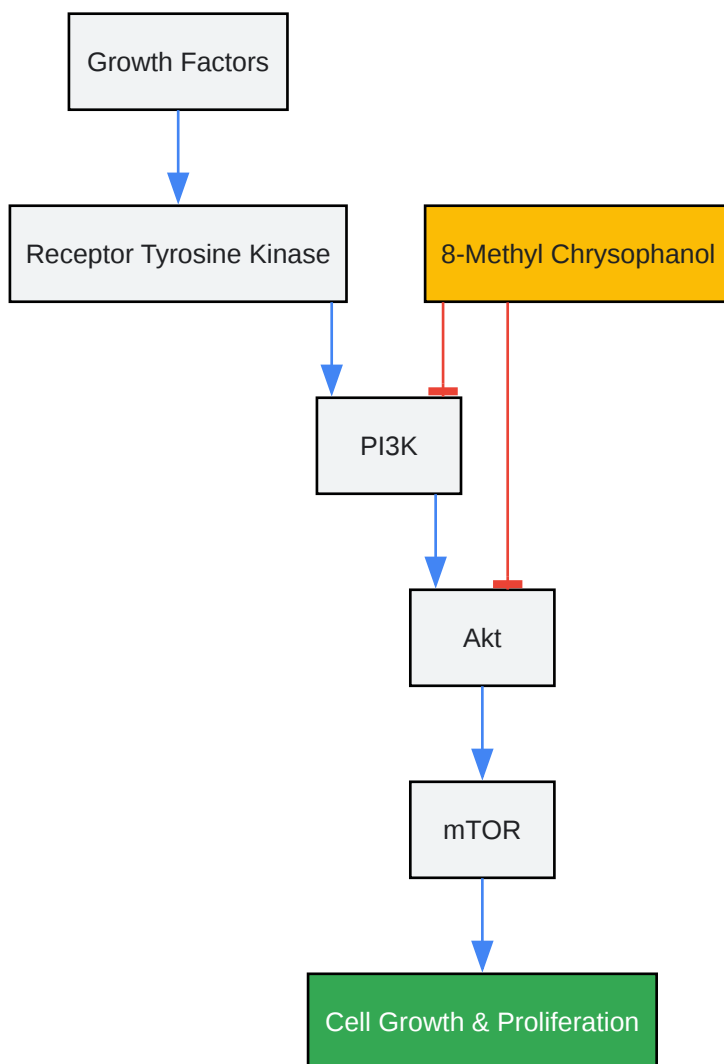 Growth Factors
Receptor Tyrosine Kinase
8-Methyl Chrysophanol
PI3K
Akt
mTOR
Cell Growth & Proliferation